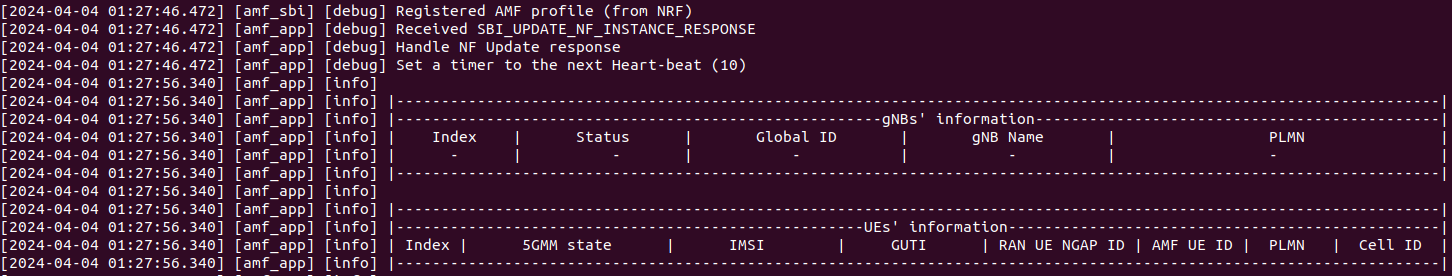 [2024-04-04 01:27:46.472] [amf_sbi] [debug] Registered AMF profile (from NRF)
[2024-04-04 01:27:46.472] [amf_app] [debug] Received SBI_UPDATE_NF_INSTANCE_RESPONSE
[2024-04-04 01:27:46.472] [amf_app] [debug] Handle NF Update response
[2024-04-04 01:27:46.472] [amf_app] [debug] Set a timer to the next Heart-beat (10)
[2024-04-04 01:27:56.340] [amf_app] [info]
[2024-04-04 01:27:56.340] [amf_app] [info] |--------------------------------------------------------------------------------------------------------------------|
[2024-04-04 01:27:56.340] [amf_app] [info] |------------------------------------------------------gNBs' information---------------------------------------------|
[2024-04-04 01:27:56.340] [amf_app] [info] |    Index    |      Status      |       Global ID       |       gNB Name       |                 PLMN               |
[2024-04-04 01:27:56.340] [amf_app] [info] |      -      |          -       |           -           |           -          |                 -                  |
[2024-04-04 01:27:56.340] [amf_app] [info] |--------------------------------------------------------------------------------------------------------------------|
[2024-04-04 01:27:56.340] [amf_app] [info]
[2024-04-04 01:27:56.340] [amf_app] [info] |--------------------------------------------------------------------------------------------------------------------|
[2024-04-04 01:27:56.340] [amf_app] [info] |----------------------------------------------------UEs' information------------------------------------------------|
[2024-04-04 01:27:56.340] [amf_app] [info] | Index |      5GMM state      |      IMSI        |     GUTI      | RAN UE NGAP ID | AMF UE ID |  PLMN   |  Cell ID  |
[2024-04-04 01:27:56.340] [amf_app] [info] |--------------------------------------------------------------------------------------------------------------------|